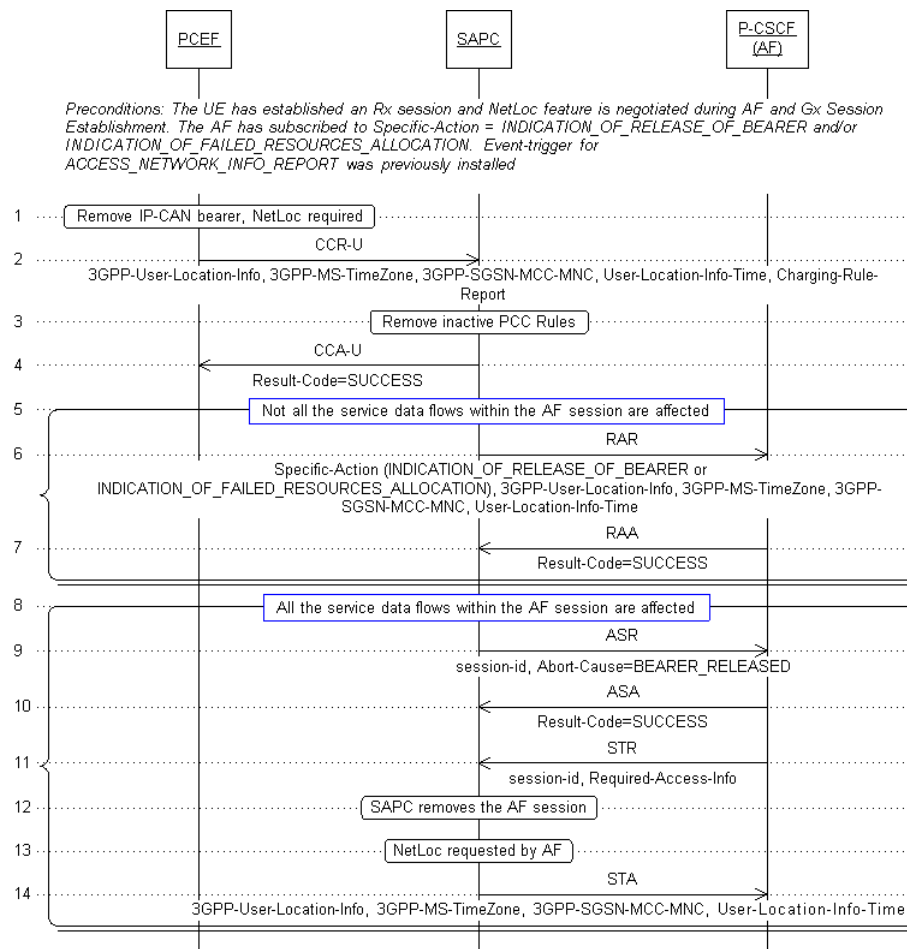 PCEF
SAPC
P-CSCF
(AF)
Preconditions: The UE has established an Rx session and NetLoc feature is negotiated during AF and Gx Session
Establishment. The AF has subscribed to Specific-Action = INDICATION_OF_RELEASE_OF_BEARER and/or
INDICATION_OF_FAILED_RESOURCES_ALLOCATION. Event-trigger for
ACCESS_NETWORK_INFO_REPORT was previously installed
1 Remove IP-CAN bearer, NetLoc required
CCR-U
2
3GPP-User-Location-Info, 3GPP-MS-TimeZone, 3GPP-SGSN-MCC-MNC, User-Location-Info-Time, Charging-Rule-
Report
3 Remove inactive PCC Rules
CCA-U
4
Result-Code=SUCCESS
5 Not all the service data flows within the AF session are affected
RAR
6
Specific-Action (INDICATION_OF_RELEASE_OF_BEARER or
INDICATION_OF_FAILED_RESOURCES_ALLOCATION), 3GPP-User-Location-Info, 3GPP-MS-TimeZone, 3GPP-
SGSN-MCC-MNC, User-Location-Info-Time
RAA
7
Result-Code=SUCCESS
8 All the service data flows within the AF session are affected
ASR
9
session-id, Abort-Cause=BEARER_RELEASED
ASA
10
Result-Code=SUCCESS
STR
11
session-id, Required-Access-Info
12 SAPC removes the AF session
13 NetLoc requested by AF
STA
14
3GPP-User-Location-Info, 3GPP-MS-TimeZone, 3GPP-SGSN-MCC-MNC, User-Location-Info-Time